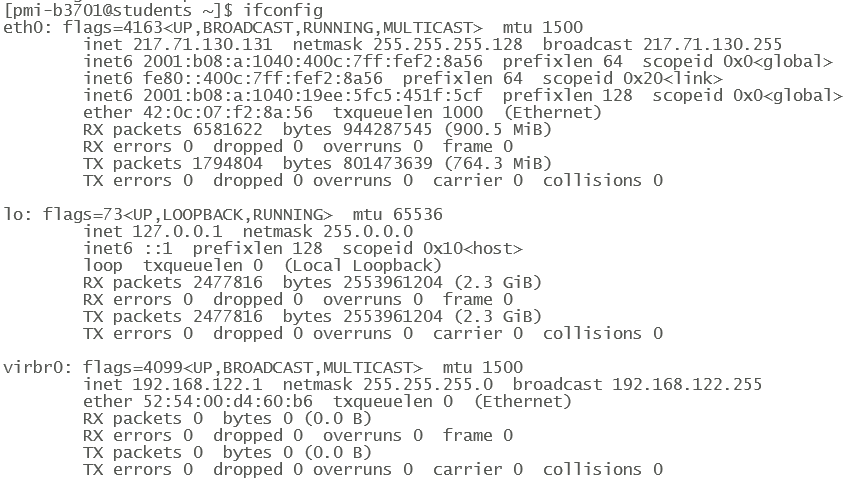 [pmi-b3701@students ~]$ ifconfig
eth0: flags=4163<UP,BROADCAST,RUNNING,MULTICAST>  mtu 1500
        inet 217.71.130.131  netmask 255.255.255.128  broadcast 217.71.130.255
        inet6 2001:b08:a:1040:400c:7ff:fef2:8a56  prefixlen 64  scopeid 0x0<global>
        inet6 fe80::400c:7ff:fef2:8a56  prefixlen 64  scopeid 0x20<link>
        inet6 2001:b08:a:1040:19ee:5fc5:451f:5cf  prefixlen 128  scopeid 0x0<global>
        ether 42:0c:07:f2:8a:56  txqueuelen 1000  (Ethernet)
        RX packets 6581622  bytes 944287545 (900.5 MiB)
        RX errors 0  dropped 0  overruns 0  frame 0
        TX packets 1794804  bytes 801473639 (764.3 MiB)
        TX errors 0  dropped 0 overruns 0  carrier 0  collisions 0

lo: flags=73<UP,LOOPBACK,RUNNING>  mtu 65536
        inet 127.0.0.1  netmask 255.0.0.0
        inet6 ::1  prefixlen 128  scopeid 0x10<host>
        loop  txqueuelen 0  (Local Loopback)
        RX packets 2477816  bytes 2553961204 (2.3 GiB)
        RX errors 0  dropped 0  overruns 0  frame 0
        TX packets 2477816  bytes 2553961204 (2.3 GiB)
        TX errors 0  dropped 0 overruns 0  carrier 0  collisions 0

virbr0: flags=4099<UP,BROADCAST,MULTICAST>  mtu 1500
        inet 192.168.122.1  netmask 255.255.255.0  broadcast 192.168.122.255
        ether 52:54:00:d4:60:b6  txqueuelen 0  (Ethernet)
        RX packets 0  bytes 0 (0.0 B)
        RX errors 0  dropped 0  overruns 0  frame 0
        TX packets 0  bytes 0 (0.0 B)
        TX errors 0  dropped 0 overruns 0  carrier 0  collisions 0